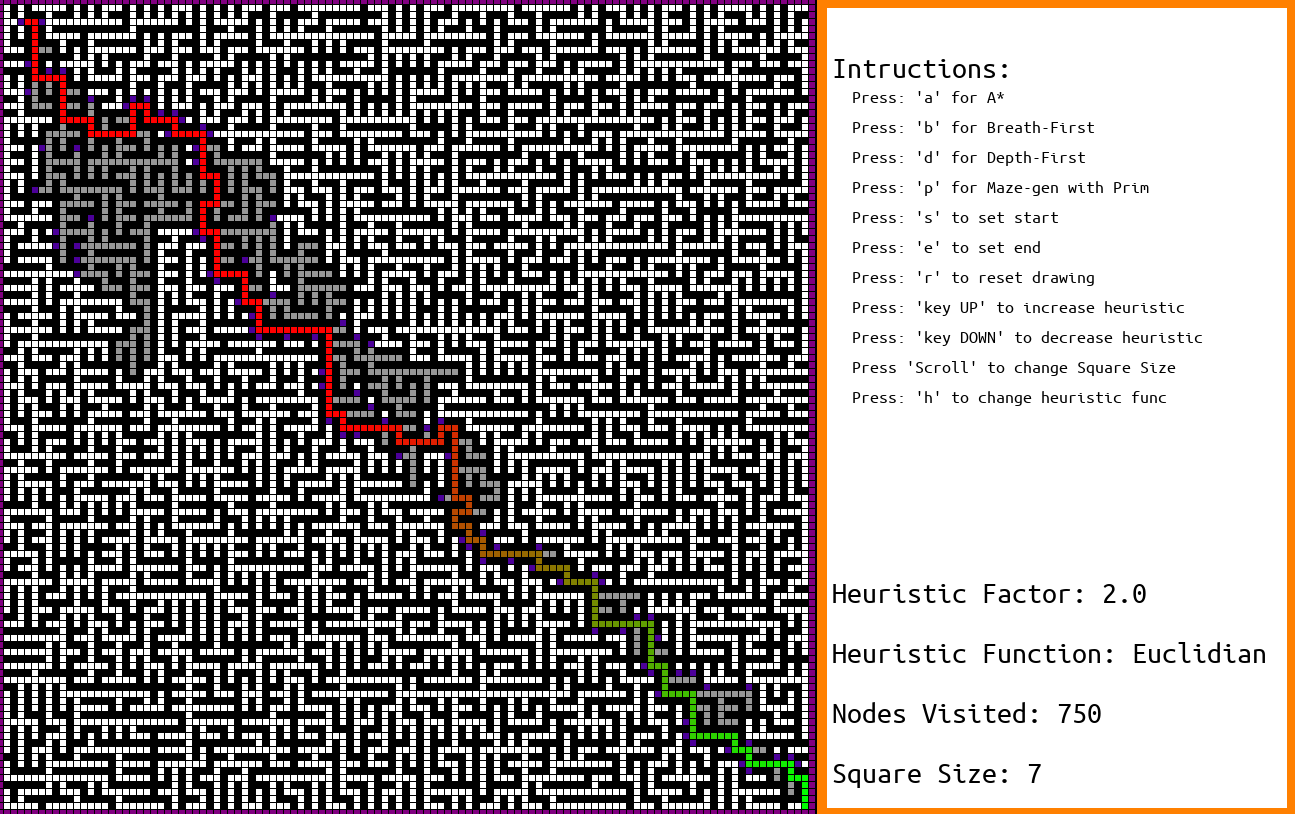 Intructions:
Press: 'a' for A*
Press: 'b' for Breath-First
Press: 'd' for Depth-First
Press: 'p' for Maze-gen with Prim
Press: 's' to set start
Press: 'e' to set end
Press: 'r' to reset drawing
Press: 'key UP' to increase heuristic
Press: 'key DOWN' to decrease heuristic
Press 'Scroll' to change Square Size
Press: 'h' to change heuristic func
Heuristic Factor: 2.0
Heuristic Function: Euclidian
Nodes Visited: 750
Square Size: 7